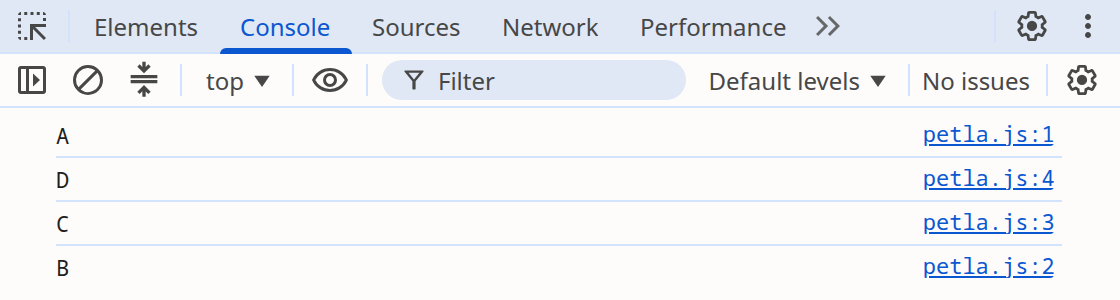 Elements Console Sources Network Performance
top Filter Default levels No issues
A petla.js:1
D petla.js:4
C petla.js:3
B petla.js:2